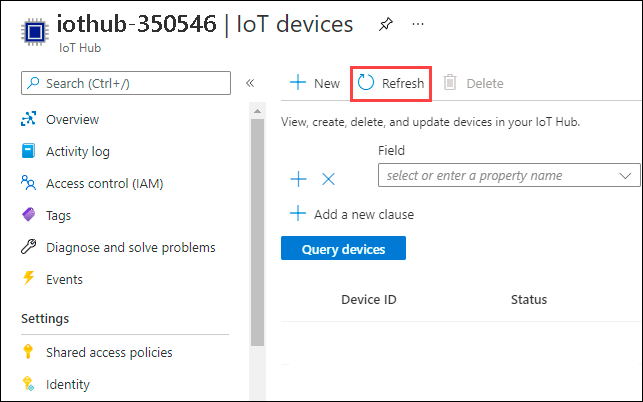 iothub-350546 | IoT devices
IoT Hub
Search (Ctrl+/)
Overview
Activity log
Access control (IAM)
Tags
Diagnose and solve problems
Events
Settings
Shared access policies
Identity
New Refresh Delete
View, create, delete, and update devices in your IoT Hub.
Field
select or enter a property name
Add a new clause
Query devices
Device ID Status